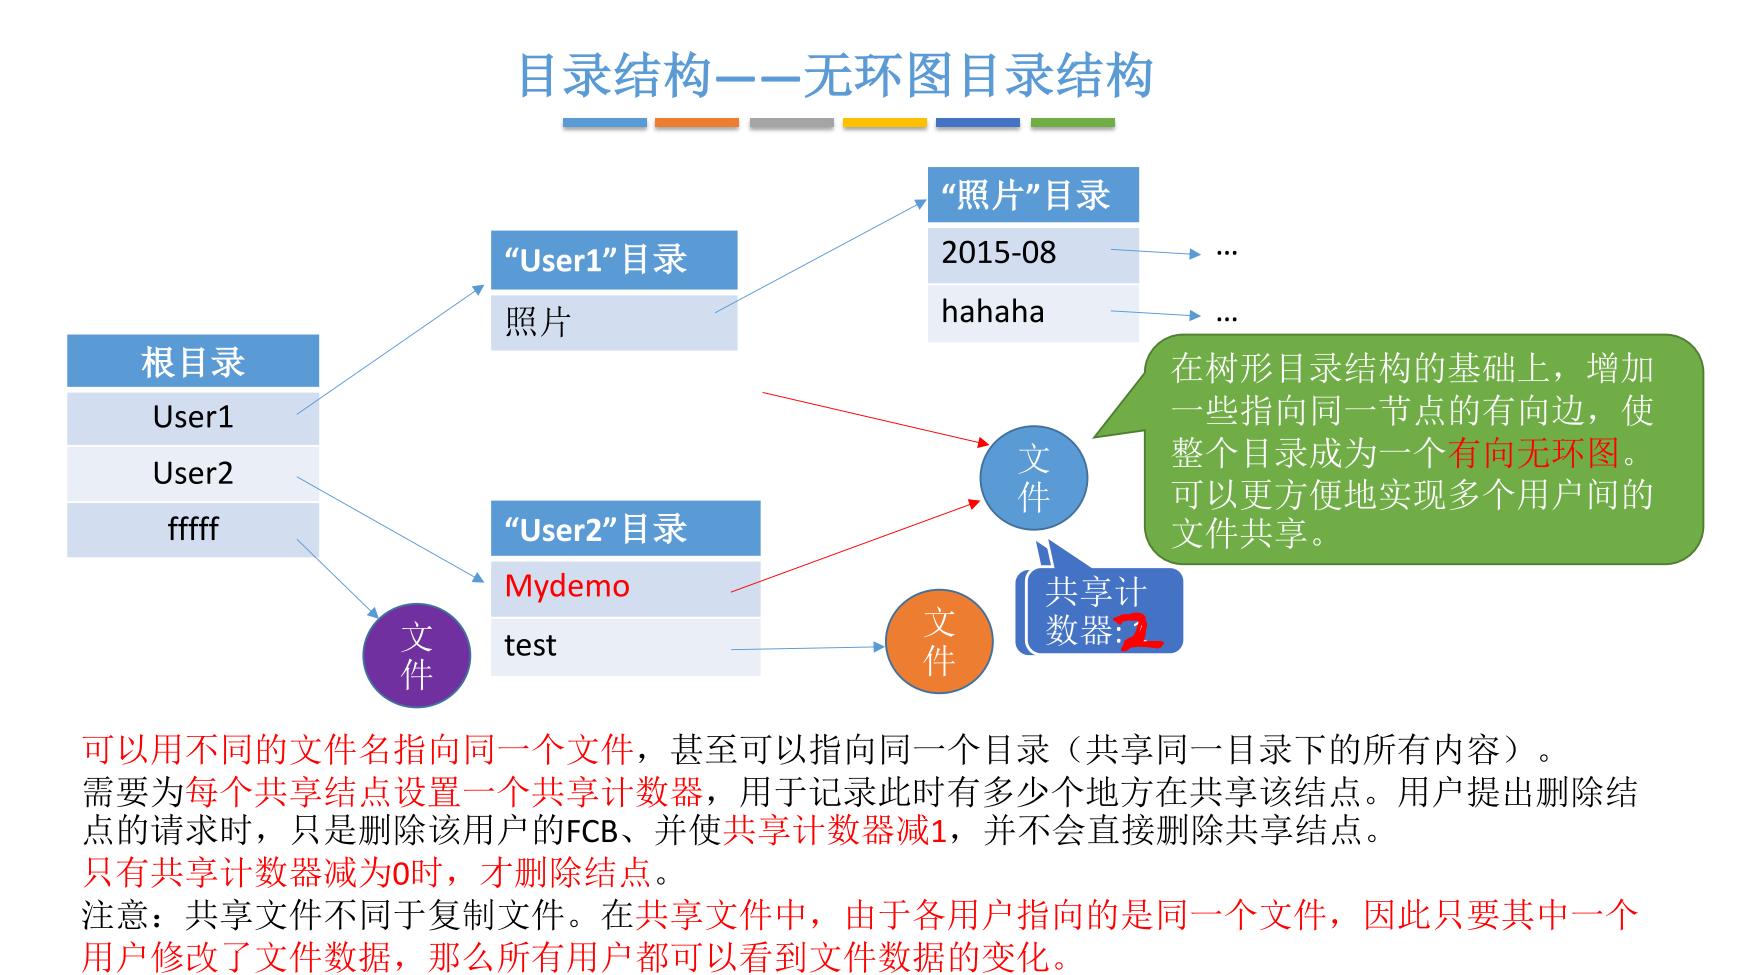 目录结构——无环图目录结构
“照片”目录
2015-08
...
hahaha
...
“User1”目录
照片
根目录
User1
User2
fffff
在树形目录结构的基础上，增加
一些指向同一节点的有向边，使
整个目录成为一个有向无环图。
可以更方便地实现多个用户间的
文件共享。
文
件
“User2”目录
Mydemo
test
共享计
数器: 2
文
件
文
件
可以用不同的文件名指向同一个文件，甚至可以指向同一个目录（共享同一目录下的所有内容）。
需要为每个共享结点设置一个共享计数器，用于记录此时有多少个地方在共享该结点。用户提出删除结
点的请求时，只是删除该用户的FCB、并使共享计数器减1，并不会直接删除共享结点。
只有共享计数器减为0时，才删除结点。
注意：共享文件不同于复制文件。在共享文件中，由于各用户指向的是同一个文件，因此只要其中一个
用户修改了文件数据，那么所有用户都可以看到文件数据的变化。